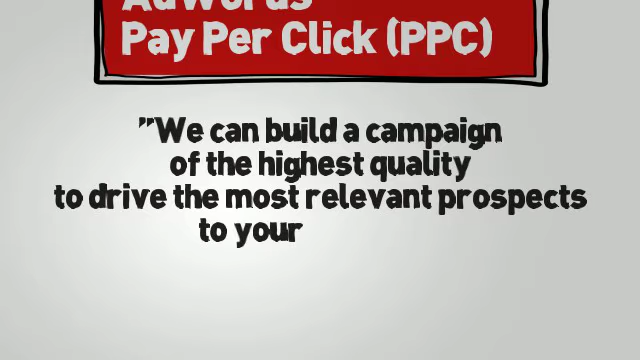 AdWords
Pay Per Click (PPC)
"We can build a campaign
of the highest quality
to drive the most relevant prospects
to your